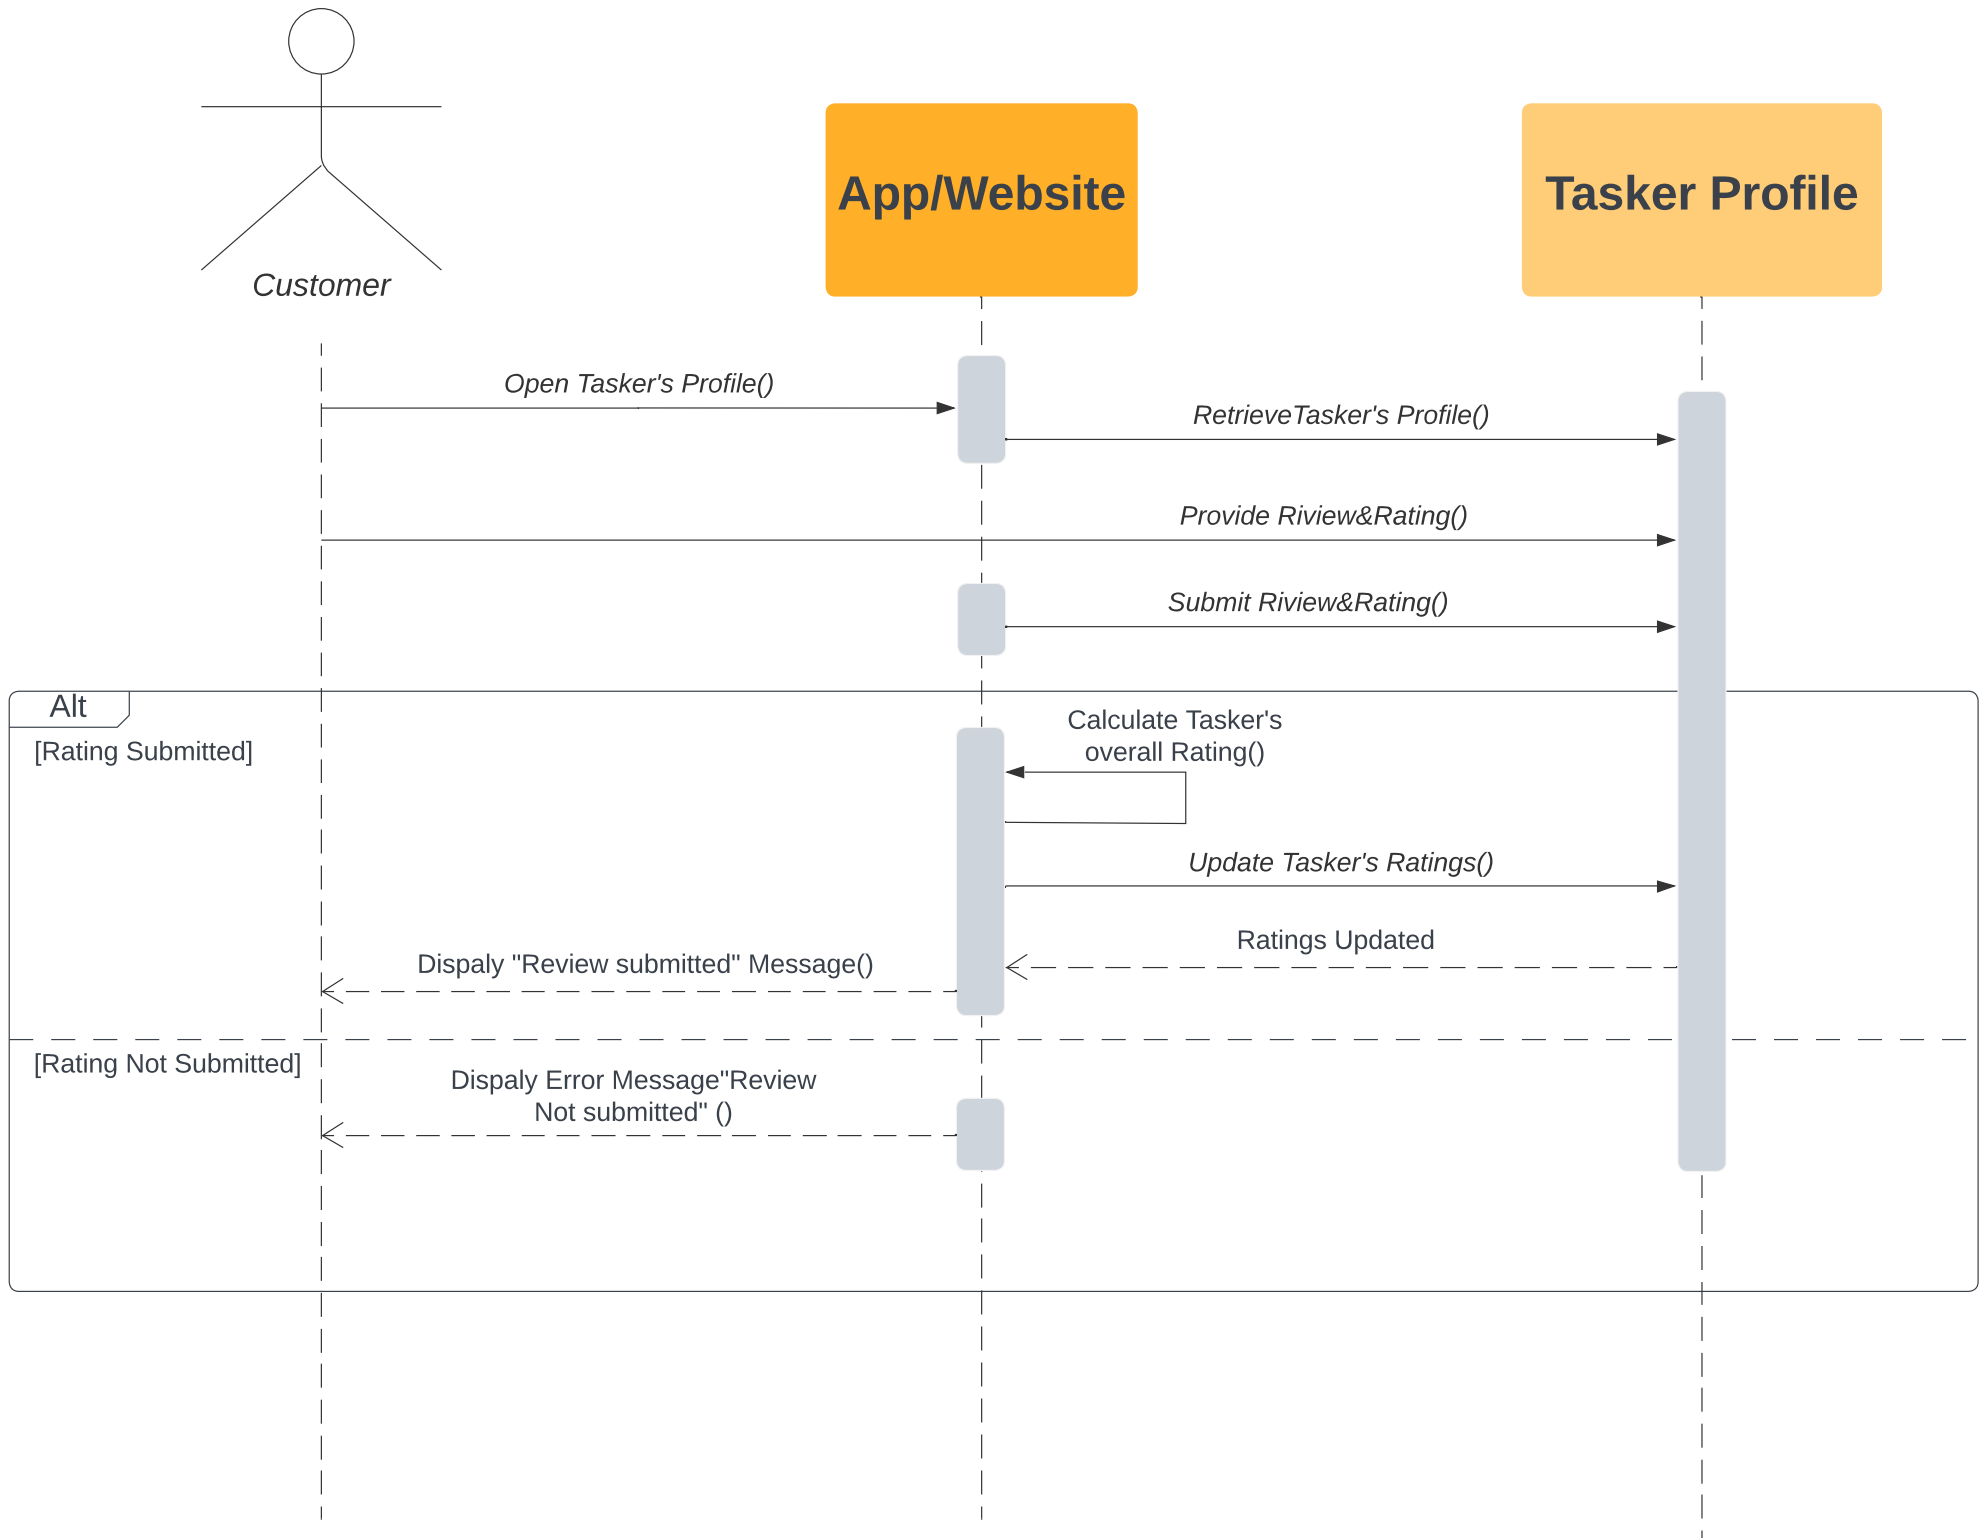 Customer
App/Website
Tasker Profile
Open Tasker's Profile()
RetrieveTasker's Profile()
Provide Riview&Rating()
Submit Riview&Rating()
Alt
[Rating Submitted]
Calculate Tasker's
overall Rating()
Update Tasker's Ratings()
Ratings Updated
Dispaly "Review submitted" Message()
[Rating Not Submitted]
Dispaly Error Message"Review
Not submitted" ()